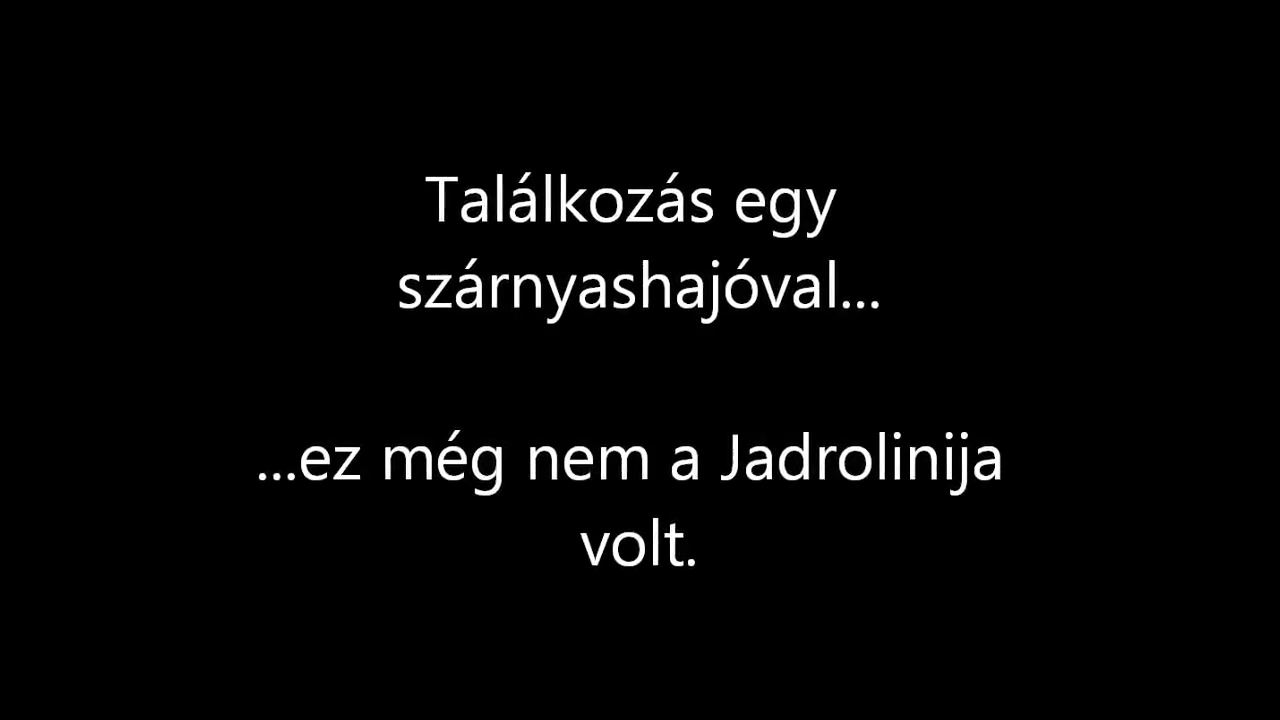 Találkozás egy
szárnyashajóval...
...ez még nem a Jadrolinija
volt.